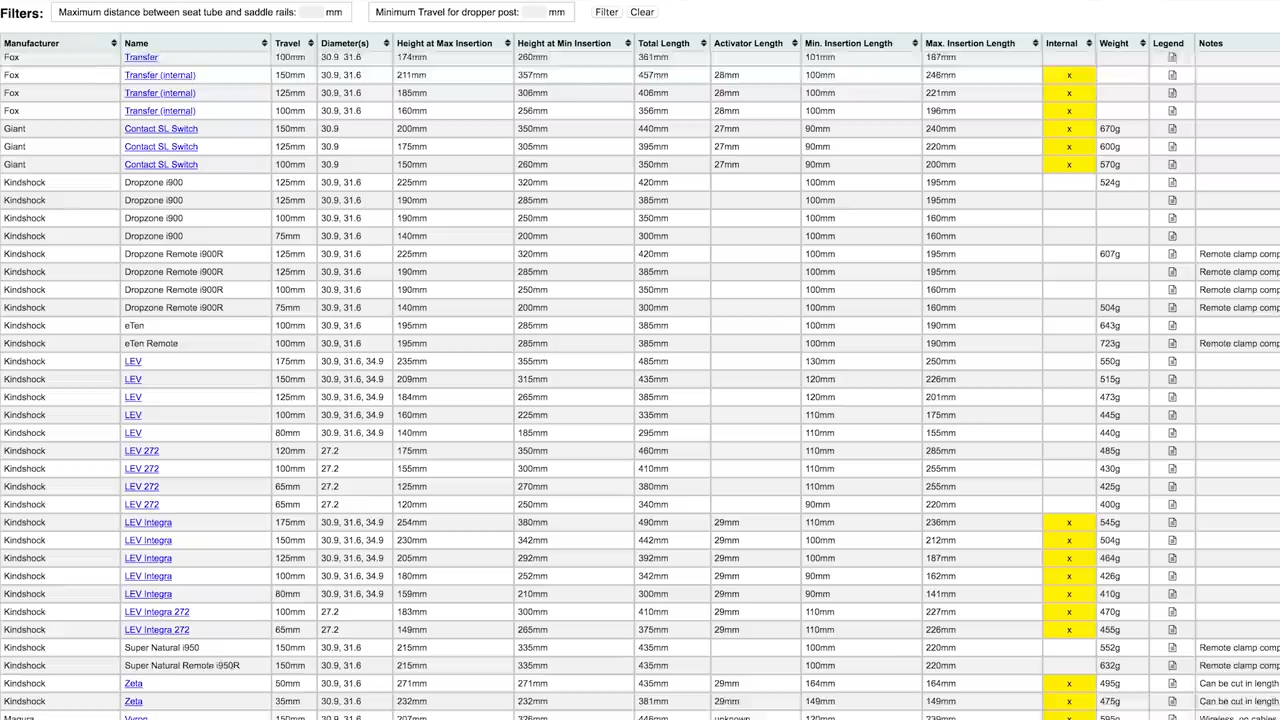 Filters: Maximum distance between seat tube and saddle rails: mm Minimum Travel for dropper post: mm Filter Clear
Manufacturer Name Travel Diameter(s) Height at Max Insertion Height at Min Insertion Total Length Activator Length Min. Insertion Length Max. Insertion Length Internal Weight Legend Notes
Fox Transfer 100mm 30.9 31.6 174mm 260mm 361mm 101mm 187mm
Fox Transfer (internal) 150mm 30.9, 31.6 211mm 357mm 457mm 28mm 100mm 246mm x
Fox Transfer (internal) 125mm 30.9, 31.6 185mm 306mm 406mm 28mm 100mm 221mm x
Fox Transfer (internal) 100mm 30.9, 31.6 160mm 256mm 356mm 28mm 100mm 196mm x
Giant Contact SL Switch 150mm 30.9 200mm 350mm 440mm 27mm 90mm 240mm x 670g
Giant Contact SL Switch 125mm 30.9 175mm 305mm 395mm 27mm 90mm 220mm x 600g
Giant Contact SL Switch 100mm 30.9 150mm 260mm 350mm 27mm 90mm 200mm x 570g
Kindshock Dropzone i900 125mm 30.9, 31.6 225mm 320mm 420mm 100mm 195mm 524g
Kindshock Dropzone i900 125mm 30.9, 31.6 190mm 285mm 385mm 100mm 195mm
Kindshock Dropzone i900 100mm 30.9, 31.6 190mm 250mm 350mm 100mm 160mm
Kindshock Dropzone i900 75mm 30.9, 31.6 140mm 200mm 300mm 100mm 160mm
Kindshock Dropzone Remote i900R 125mm 30.9, 31.6 225mm 320mm 420mm 100mm 195mm 607g Remote clamp comp
Kindshock Dropzone Remote i900R 125mm 30.9, 31.6 190mm 285mm 385mm 100mm 195mm Remote clamp comp
Kindshock Dropzone Remote i900R 100mm 30.9, 31.6 190mm 250mm 350mm 100mm 160mm Remote clamp comp
Kindshock Dropzone Remote i900R 75mm 30.9, 31.6 140mm 200mm 300mm 100mm 160mm 504g Remote clamp comp
Kindshock eTen 100mm 30.9, 31.6 195mm 285mm 385mm 100mm 190mm 643g
Kindshock eTen Remote 100mm 30.9, 31.6 195mm 285mm 385mm 100mm 190mm 723g Remote clamp comp
Kindshock LEV 175mm 30.9, 31.6, 34.9 235mm 355mm 485mm 130mm 250mm 550g
Kindshock LEV 150mm 30.9, 31.6, 34.9 209mm 315mm 435mm 120mm 226mm 515g
Kindshock LEV 125mm 30.9, 31.6, 34.9 184mm 265mm 385mm 120mm 201mm 473g
Kindshock LEV 100mm 30.9, 31.6, 34.9 160mm 225mm 335mm 110mm 175mm 445g
Kindshock LEV 80mm 30.9, 31.6, 34.9 140mm 185mm 295mm 110mm 155mm 440g
Kindshock LEV 272 120mm 27.2 175mm 350mm 460mm 110mm 285mm 485g
Kindshock LEV 272 100mm 27.2 155mm 300mm 410mm 110mm 255mm 430g
Kindshock LEV 272 65mm 27.2 125mm 270mm 380mm 110mm 255mm 425g
Kindshock LEV 272 65mm 27.2 120mm 250mm 340mm 90mm 220mm 400g
Kindshock LEV Integra 175mm 30.9, 31.6, 34.9 254mm 380mm 490mm 29mm 110mm 236mm x 545g
Kindshock LEV Integra 150mm 30.9, 31.6, 34.9 230mm 342mm 442mm 29mm 100mm 212mm x 504g
Kindshock LEV Integra 125mm 30.9, 31.6, 34.9 205mm 292mm 392mm 29mm 100mm 187mm x 464g
Kindshock LEV Integra 100mm 30.9, 31.6, 34.9 180mm 252mm 342mm 29mm 90mm 162mm x 426g
Kindshock LEV Integra 80mm 30.9, 31.6, 34.9 159mm 210mm 300mm 29mm 90mm 141mm x 410g
Kindshock LEV Integra 272 100mm 27.2 183mm 300mm 410mm 29mm 110mm 227mm x 470g
Kindshock LEV Integra 272 65mm 27.2 149mm 265mm 375mm 29mm 110mm 226mm x 455g
Kindshock Super Natural i950 150mm 30.9, 31.6 215mm 335mm 435mm 100mm 220mm 552g Remote clamp comp
Kindshock Super Natural Remote i950R 150mm 30.9, 31.6 215mm 335mm 435mm 100mm 220mm 632g Remote clamp comp
Kindshock Zeta 50mm 30.9, 31.6 271mm 271mm 435mm 29mm 164mm 164mm x 495g Can be cut in length
Kindshock Zeta 35mm 30.9, 31.6 232mm 232mm 381mm 29mm 149mm 149mm x 475g Can be cut in length
Magura Vyron 150mm 30.9, 31.6 207mm 326mm 446mm unknown 120mm 239mm x 595g